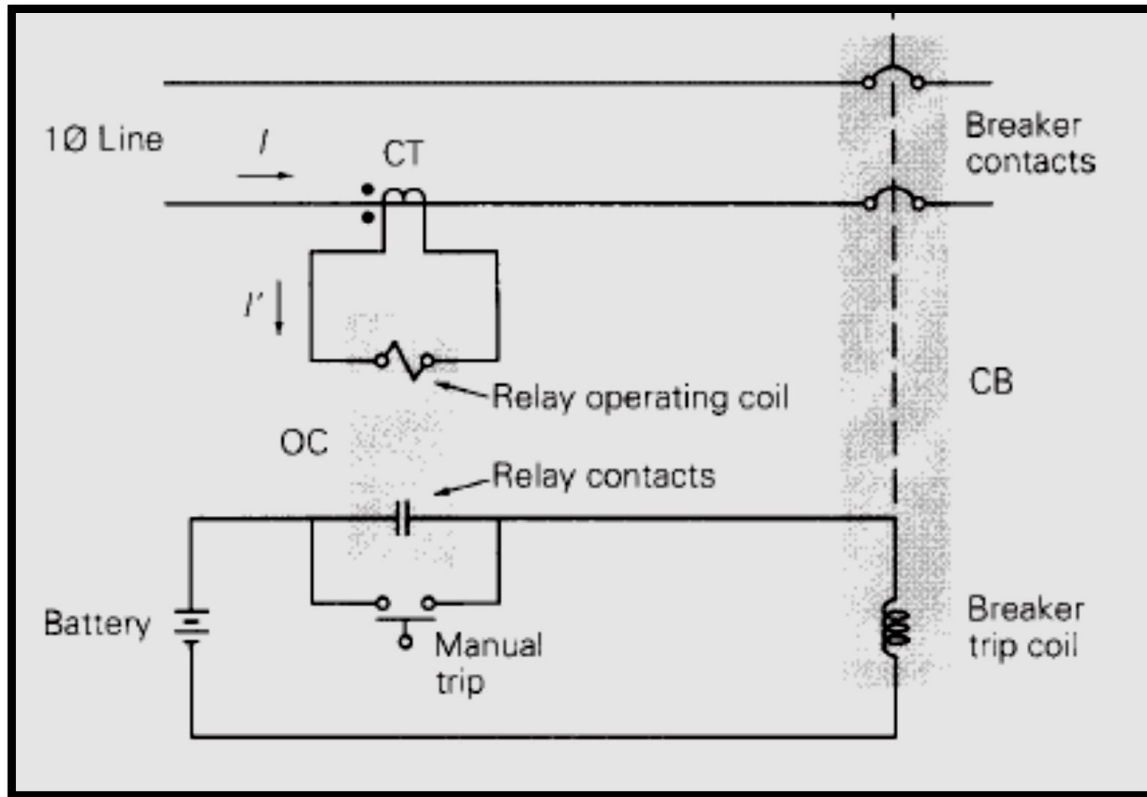 1Ø Line
I
CT
Breaker
contacts
I'
Relay operating coil
CB
OC
Relay contacts
Battery
Manual
trip
Breaker
trip coil